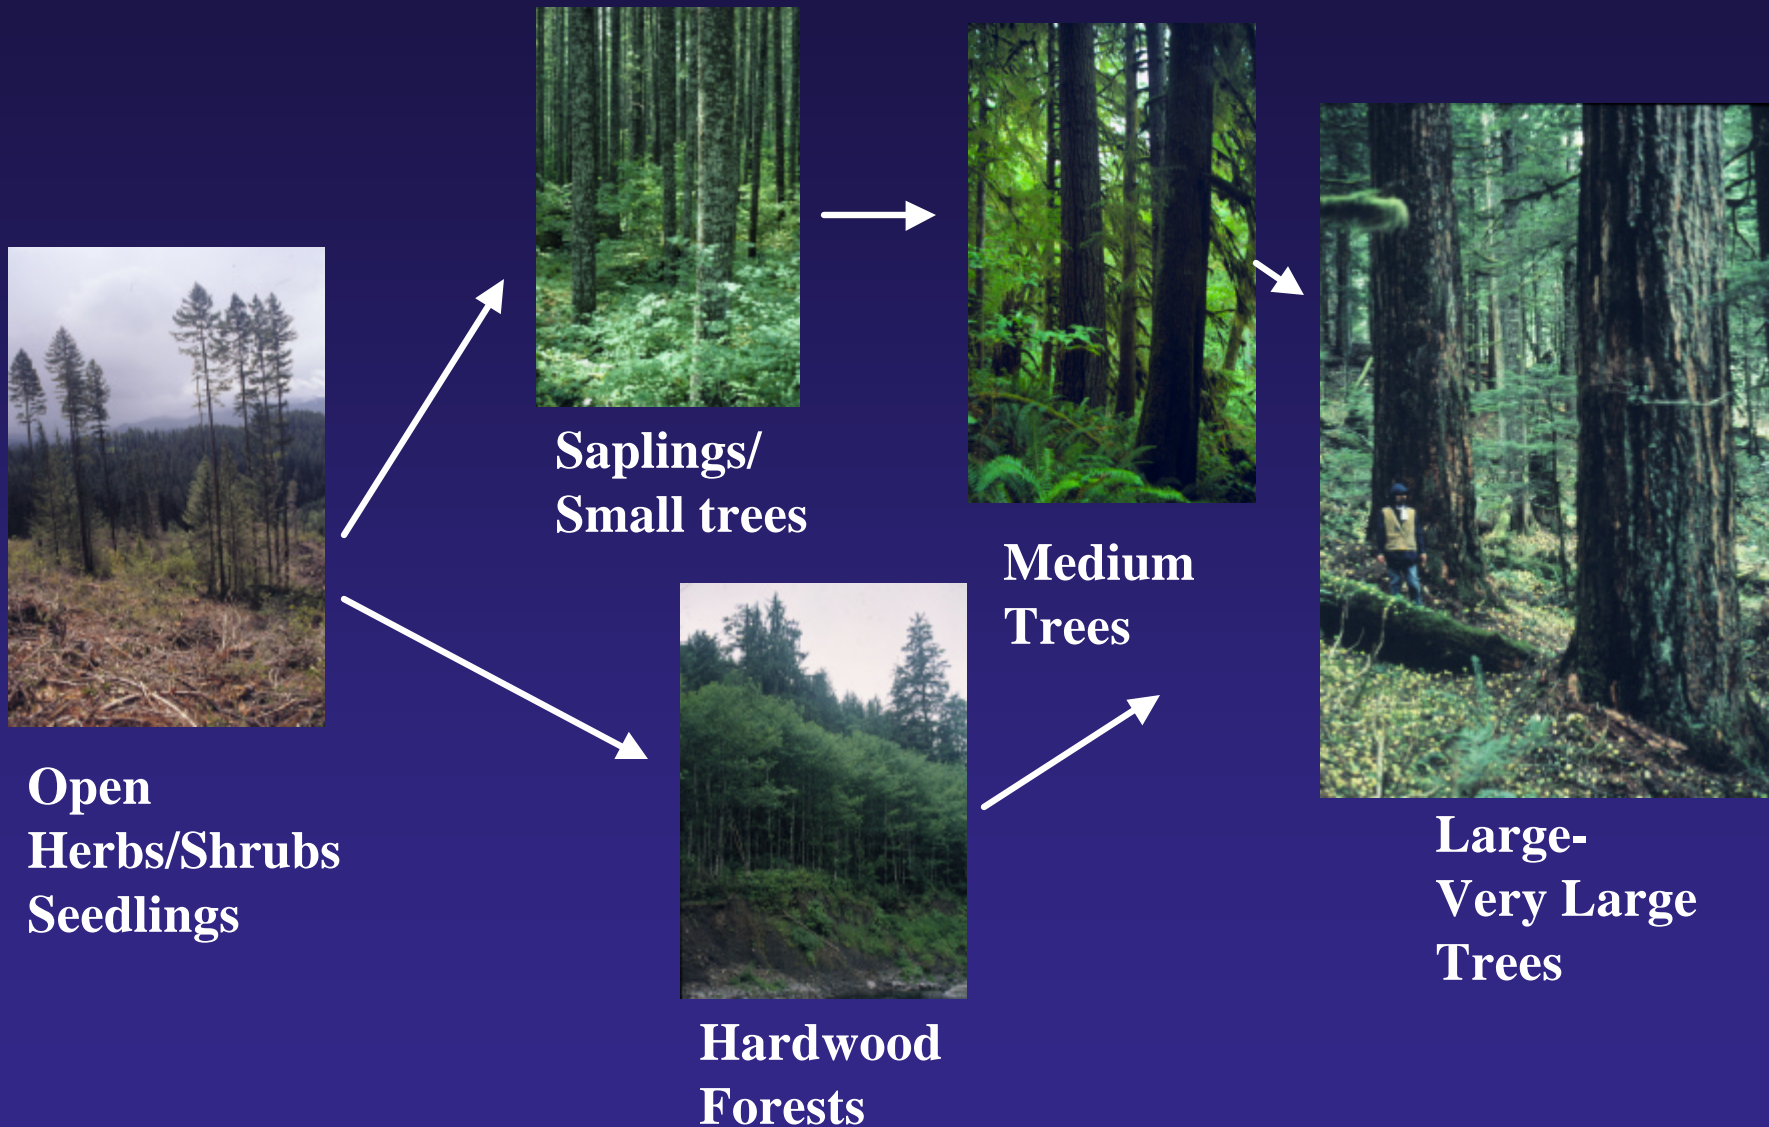 Saplings/
Small trees
Medium
Trees
Open
Herbs/Shrubs
Seedlings
Large-
Very Large
Trees
Hardwood
Forests